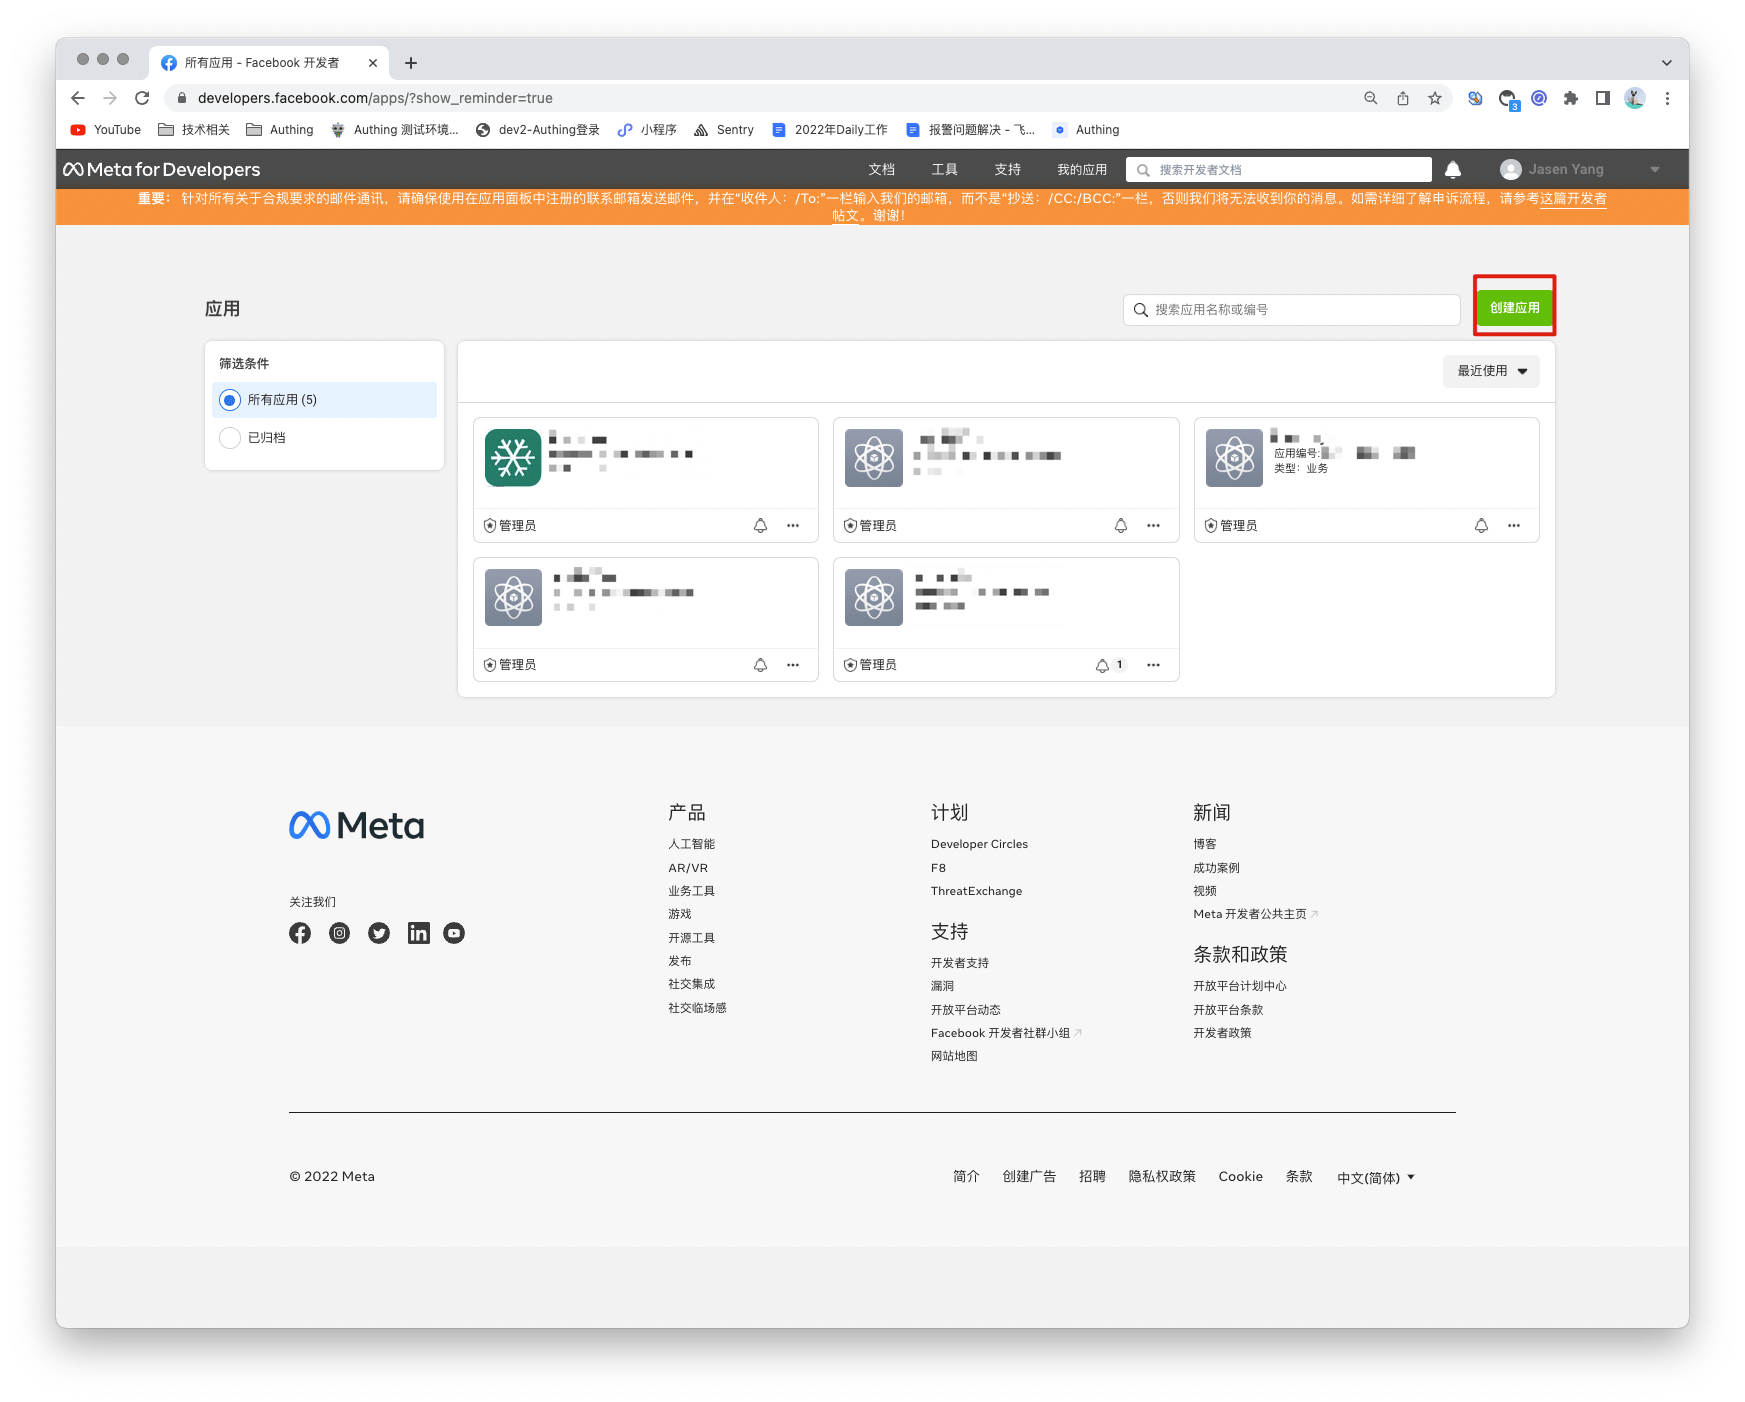 所有应用 - Facebook 开发者
developers.facebook.com/apps/?show_reminder=true
3
YouTube 技术相关 Authing Authing 测试环境... dev2-Authing登录 小程序 Sentry 2022年Daily工作 报警问题解决 - 飞... Authing
Meta for Developers 文档 工具 支持 我的应用 搜索开发者文档 Jasen Yang
重要： 针对所有关于合规要求的邮件通讯，请确保使用在应用面板中注册的联系邮箱发送邮件，并在“收件人：/To:”一栏输入我们的邮箱，而不是“抄送：/CC:/BCC:”一栏，否则我们将无法收到你的消息。如需详细了解申诉流程，请参考这篇开发者
帖文。谢谢！
应用 搜索应用名称或编号 创建应用
筛选条件
所有应用 (5)
已归档
最近使用
应用编号:
类型：业务
管理员 管理员 管理员
管理员 管理员 1
Meta
关注我们
产品
人工智能
AR/VR
业务工具
游戏
开源工具
发布
社交集成
社交临场感
计划
Developer Circles
F8
ThreatExchange
支持
开发者支持
漏洞
开放平台动态
Facebook 开发者社群小组
网站地图
新闻
博客
成功案例
视频
Meta 开发者公共主页
条款和政策
开放平台计划中心
开放平台条款
开发者政策
© 2022 Meta 简介 创建广告 招聘 隐私权政策 Cookie 条款 中文(简体)